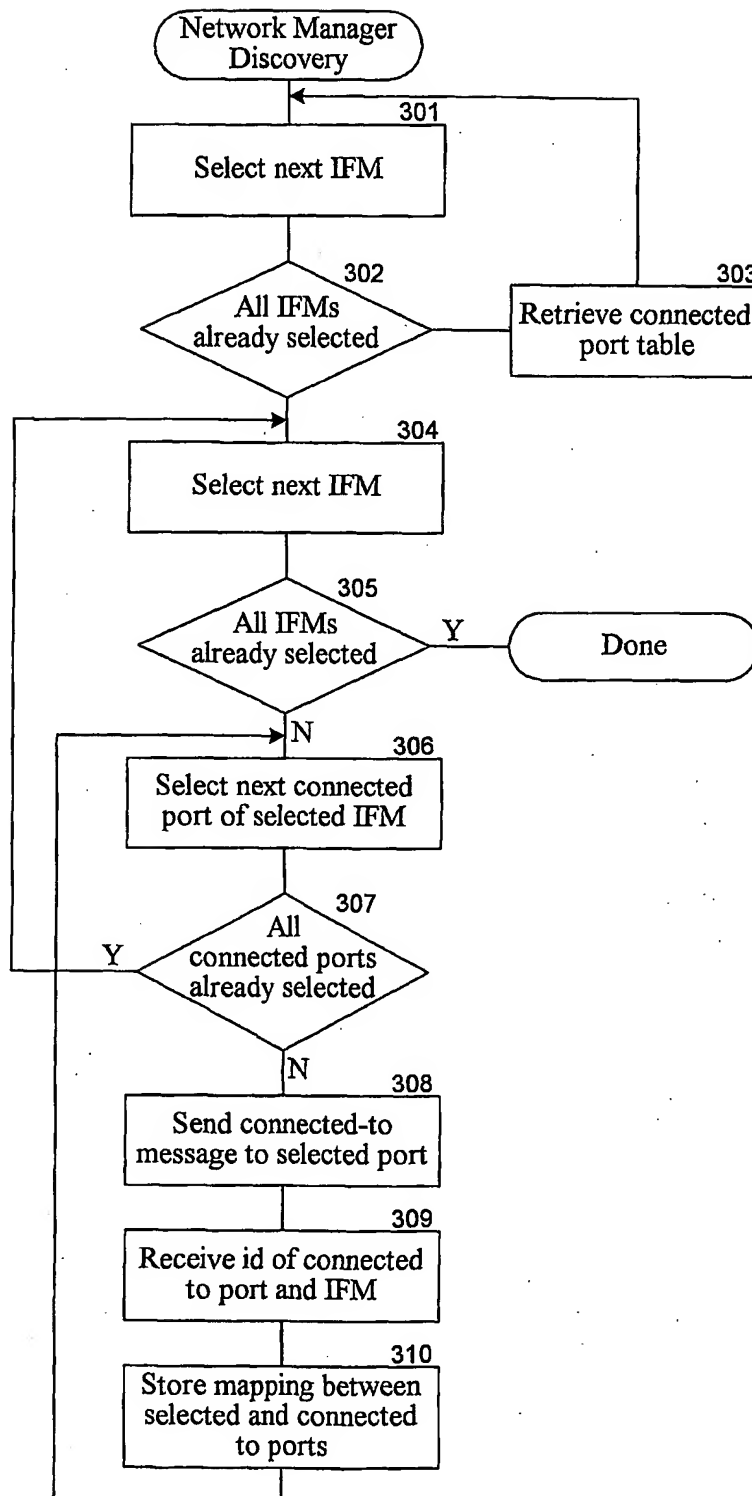 Network Manager
Discovery
301
Select next IFM
302
All IFMs
already selected
303
Retrieve connected
port table
304
Select next IFM
305
All IFMs
already selected
Y
Done
N
306
Select next connected
port of selected IFM
307
All
connected ports
already selected
Y
N
308
Send connected-to
message to selected port
309
Receive id of connected
to port and IFM
310
Store mapping between
selected and connected
to ports